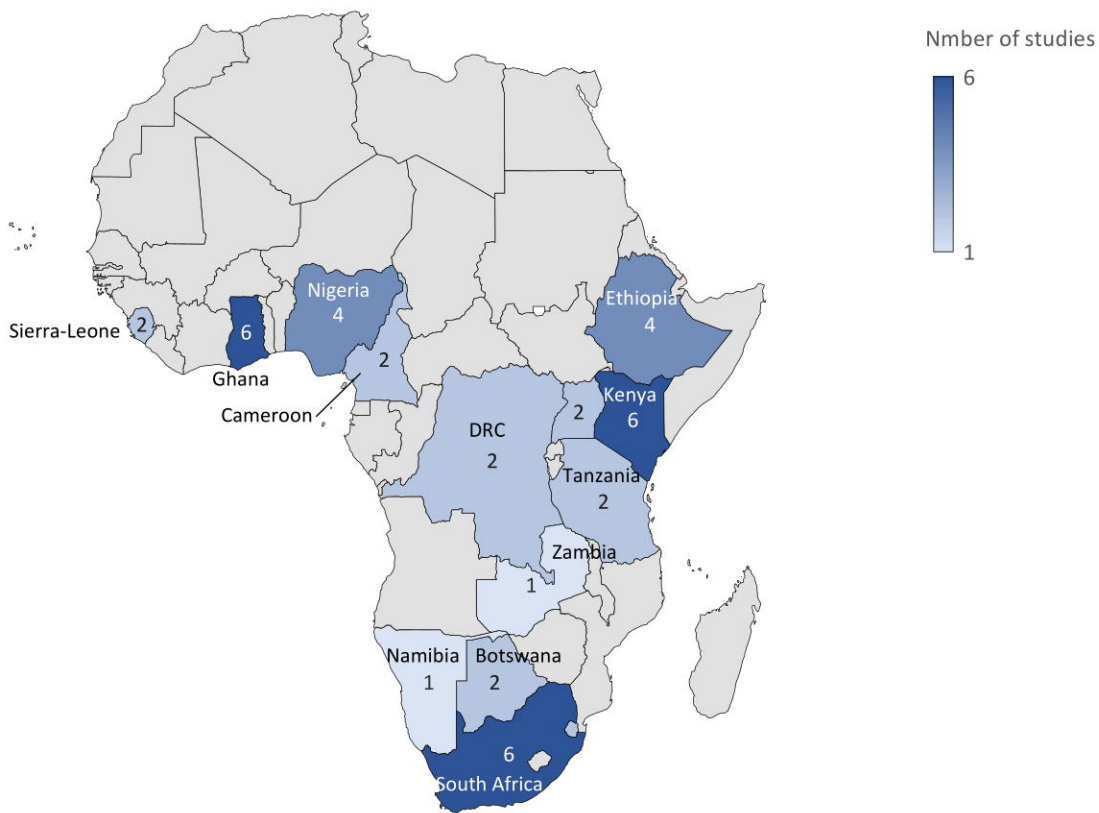 Nmber of studies
6
1
Nigeria
4
Ethiopia
4
Sierra-Leone
2
6
Ghana
2
Cameroon
Kenya
6
2
DRC
2
Tanzania
2
Zambia
1
Namibia
1
Botswana
2
6
South Africa